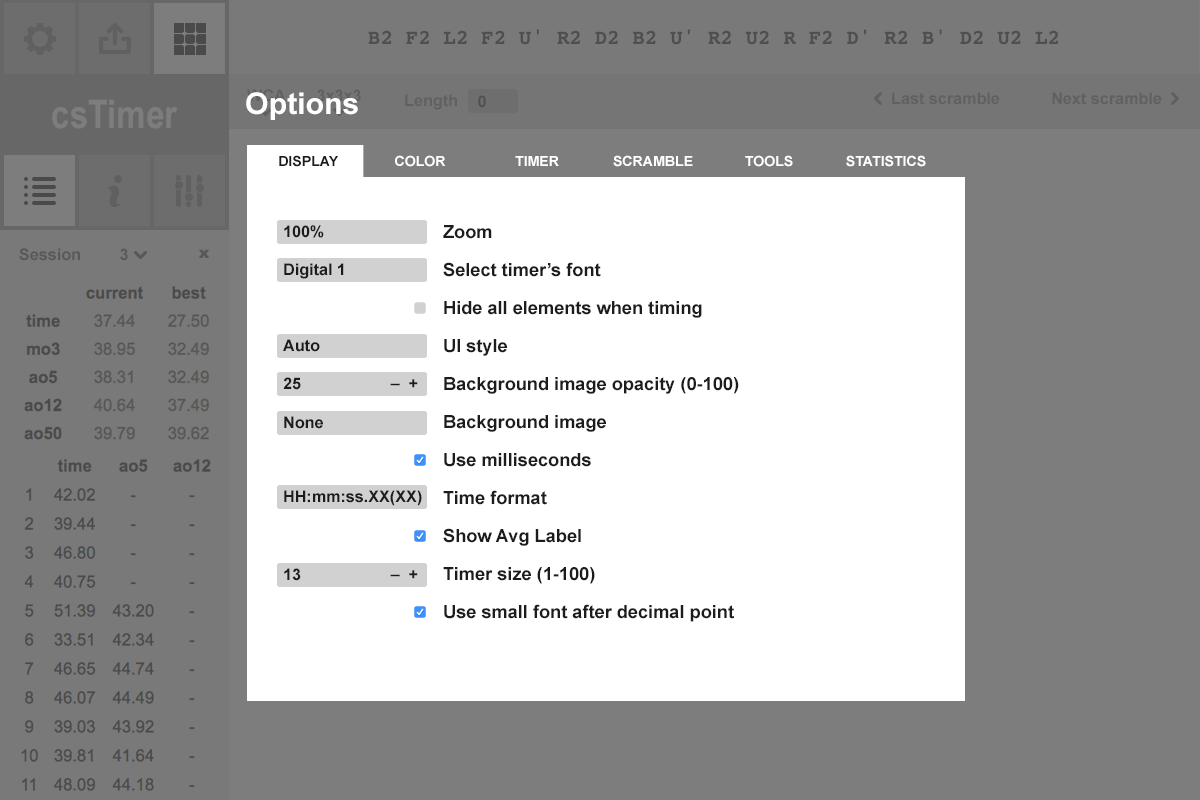 B2 F2 L2 F2 U' R2 D2 B2 U' R2 U2 R F2 D' R2 B' D2 U2 L2
WCA 3x3x3 Length 0 Last scramble Next scramble
csTimer
Options
DISPLAY COLOR TIMER SCRAMBLE TOOLS STATISTICS
100% Zoom
Digital 1 Select timer’s font
Hide all elements when timing
Auto UI style
25 – + Background image opacity (0-100)
None Background image
Use milliseconds
HH:mm:ss.XX(XX) Time format
Show Avg Label
13 – + Timer size (1-100)
Use small font after decimal point
Session 3 x
current best
time 37.44 27.50
mo3 38.95 32.49
ao5 38.31 32.49
ao12 40.64 37.49
ao50 39.79 39.62
time ao5 ao12
1 42.02 - -
2 39.44 - -
3 46.80 - -
4 40.75 - -
5 51.39 43.20 -
6 33.51 42.34 -
7 46.65 44.74 -
8 46.07 44.49 -
9 39.03 43.92 -
10 39.81 41.64 -
11 48.09 44.18 -